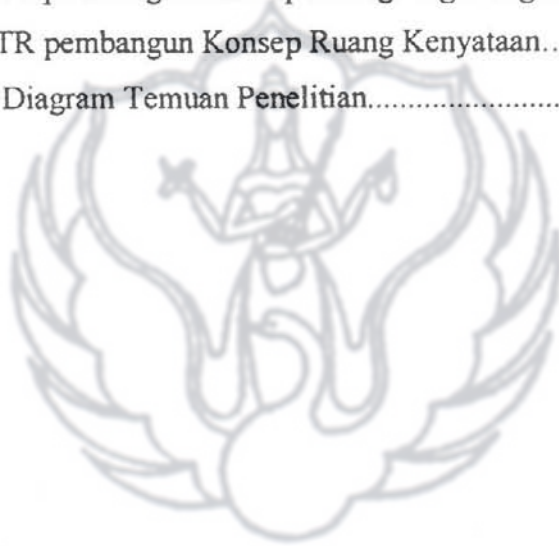 TR pembangun Konsep Ruang Kenyataan...
Diagram Temuan Penelitian.........................